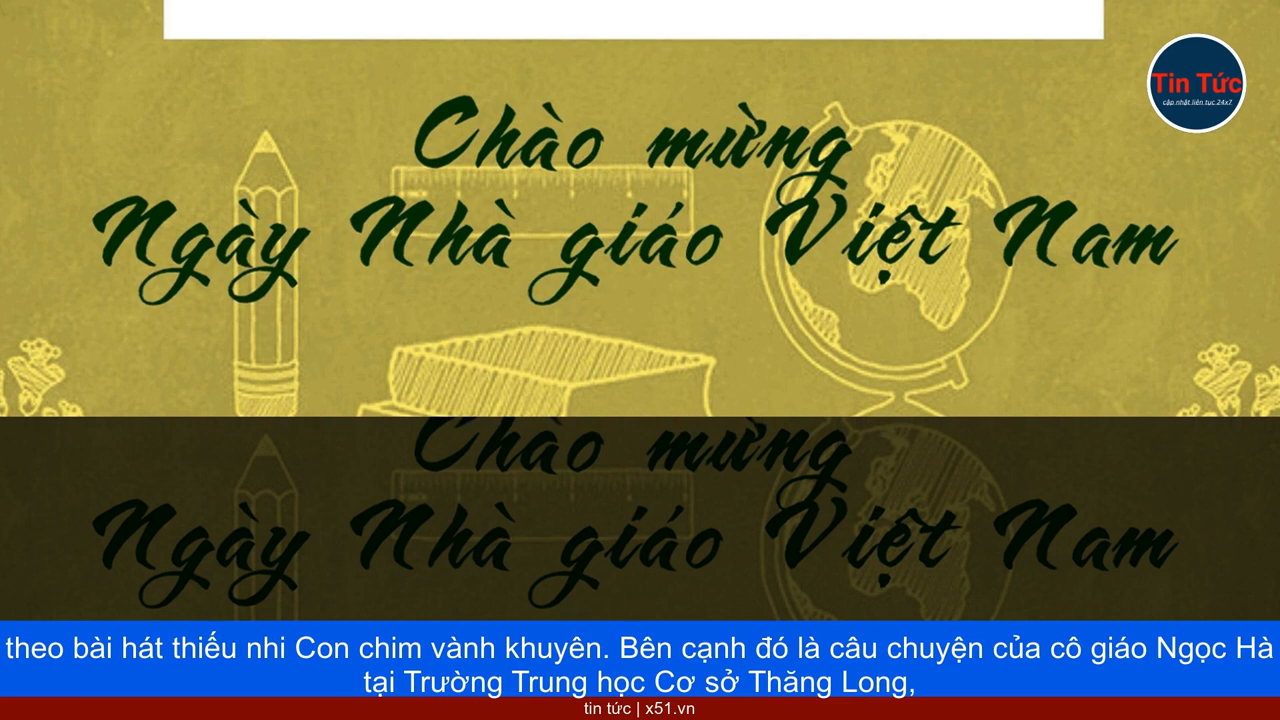 Tin Tức
cập nhật liên tục 24x7
Chào mừng
Ngày Nhà giáo Việt Nam
Chào mừng
Ngày Nhà giáo Việt Nam
theo bài hát thiếu nhi Con chim vành khuyên. Bên cạnh đó là câu chuyện của cô giáo Ngọc Hà
tại Trường Trung học Cơ sở Thăng Long,
tin tức | x51.vn